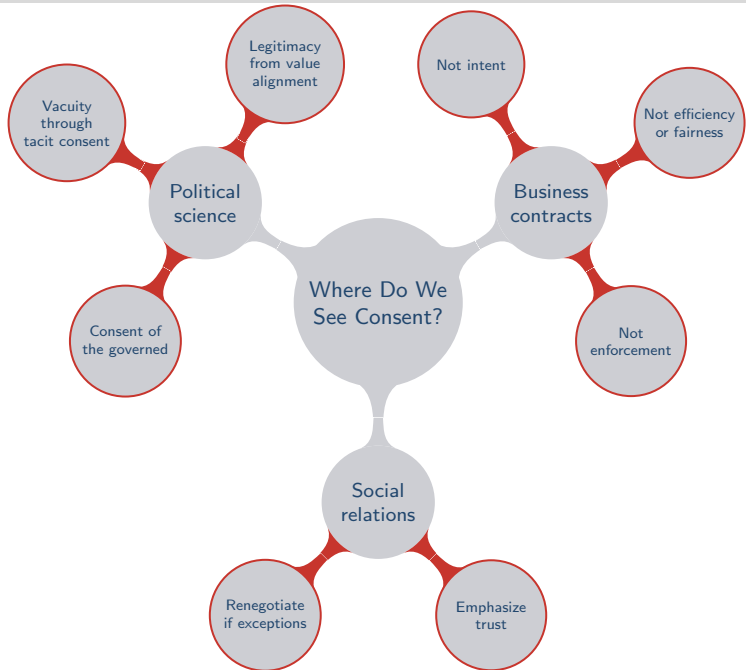 Legitimacy
from value
alignment
Not intent
Vacuity
through
tacit consent
Not efficiency
or fairness
Political
science
Business
contracts
Where Do We
See Consent?
Consent of
the governed
Not
enforcement
Social
relations
Renegotiate
if exceptions
Emphasize
trust